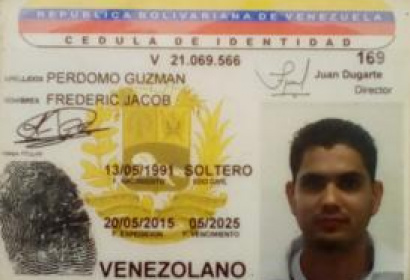 REPUBLICA BOLIVARIANA DE VENEZUELA
CEDULA DE IDENTIDAD
V 21.069.566
169
APELLIDOS PERDOMO GUZMAN
Juan Dugarte
Director
NOMBRES FREDERIC JACOB
FIRMA TITULAR
13/05/1991 SOLTERO
F. NACIMIENTO EDO CIVIL
20/05/2015 05/2025
F. EXPEDICION F. VENCIMIENTO
VENEZOLANO